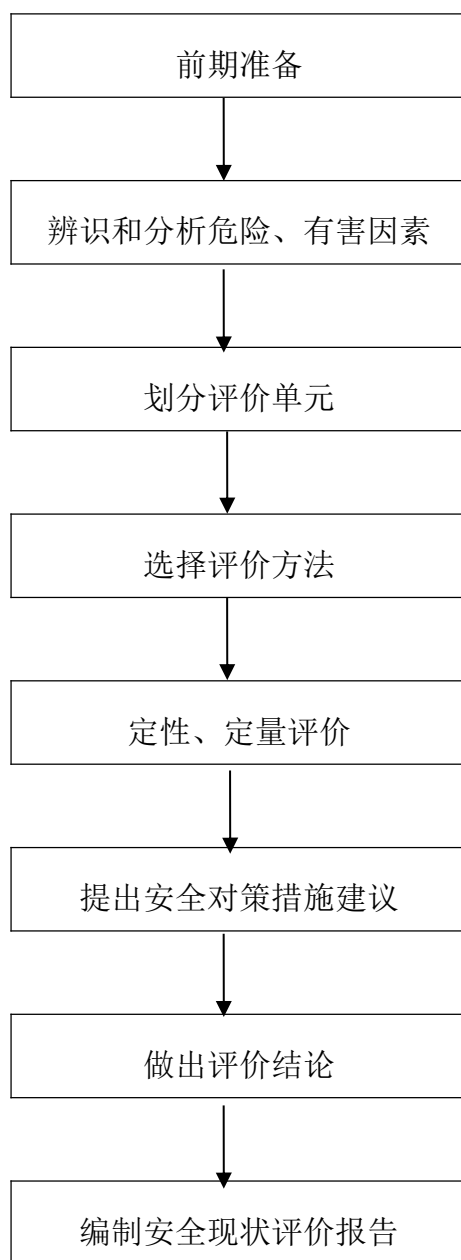 前期准备
辨识和分析危险、有害因素
划分评价单元
选择评价方法
定性、定量评价
提出安全对策措施建议
做出评价结论
编制安全现状评价报告